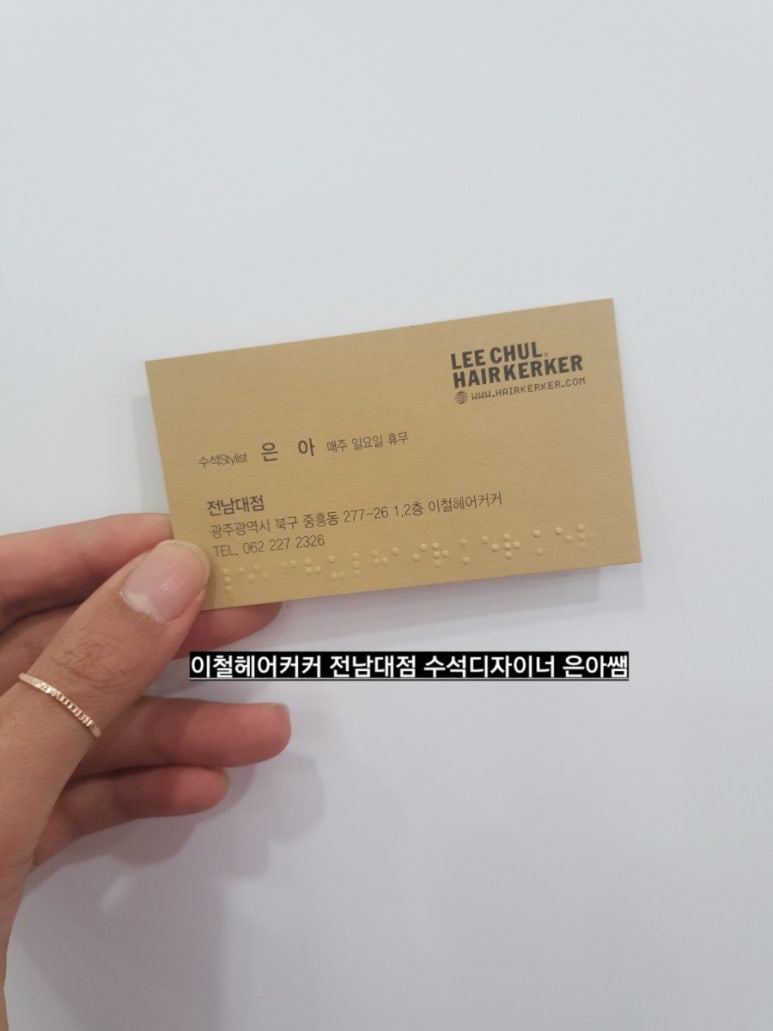 LEE CHUL
HAIR KERKER
WWW.HAIRKERKER.COM
수석Stylist 은 아 매주 일요일 휴무
전남대점
광주광역시 북구 중흥동 277-26 1,2층 이철헤어커커
TEL. 062 227 2326
이철헤어커커 전남대점 수석디자이너 은아쌤